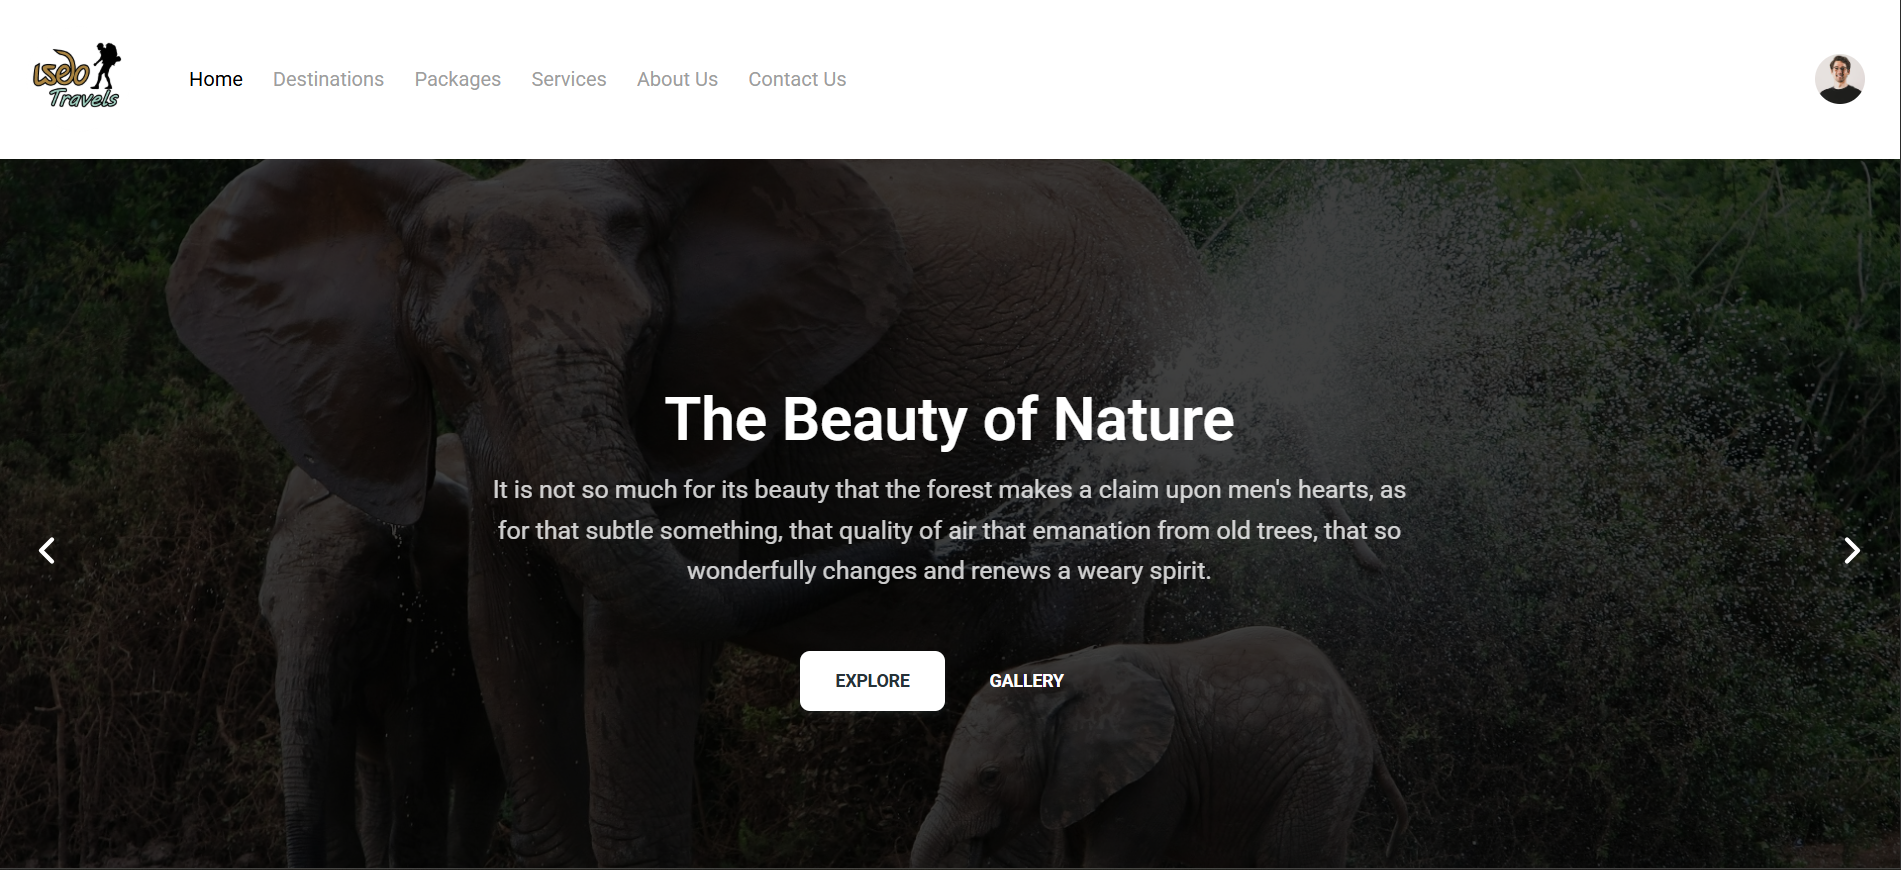 ısedo
Travels
Home
Destinations
Packages
Services
About Us
Contact Us
The Beauty of Nature
It is not so much for its beauty that the forest makes a claim upon men's hearts, as
for that subtle something, that quality of air that emanation from old trees, that so
wonderfully changes and renews a weary spirit.
EXPLORE
GALLERY